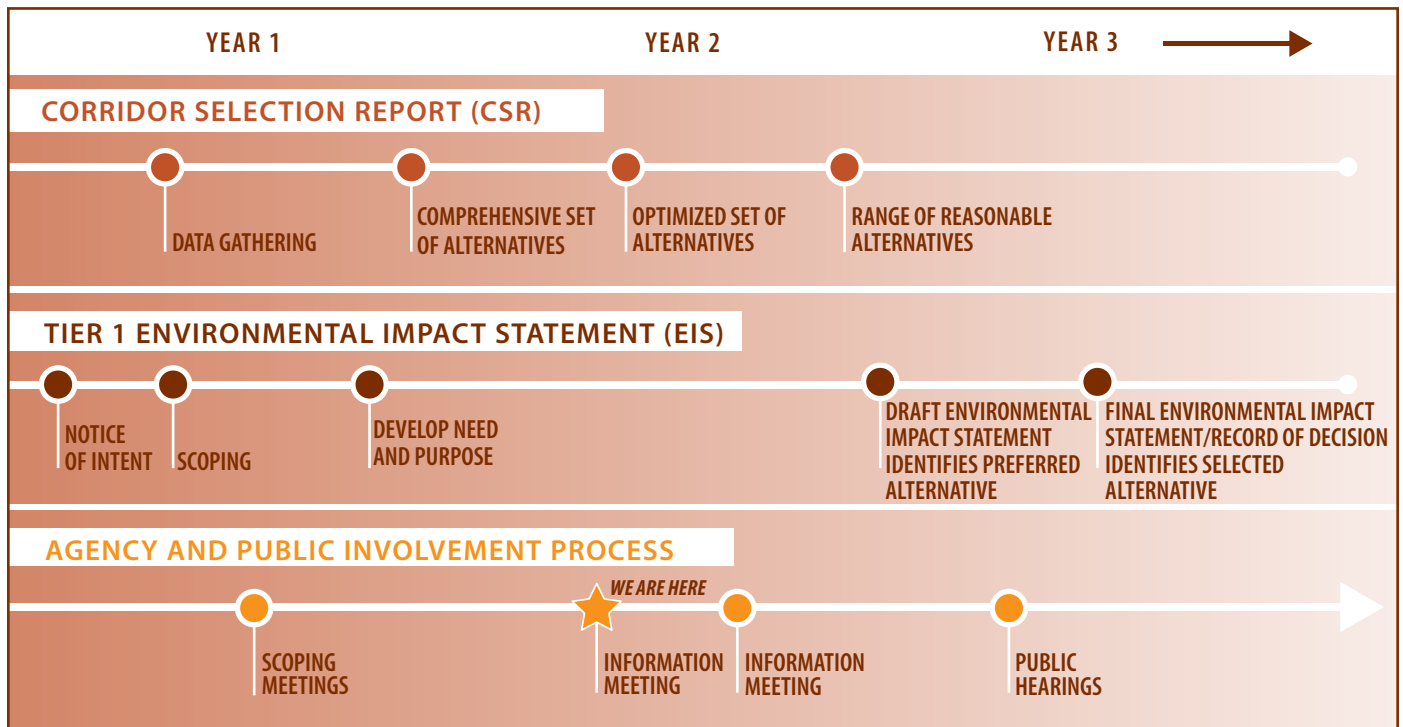 YEAR 1
YEAR 2
YEAR 3
CORRIDOR SELECTION REPORT (CSR)
DATA GATHERING
COMPREHENSIVE SET
OF ALTERNATIVES
OPTIMIZED SET OF
ALTERNATIVES
RANGE OF REASONABLE
ALTERNATIVES
TIER 1 ENVIRONMENTAL IMPACT STATEMENT (EIS)
NOTICE
OF INTENT
SCOPING
DEVELOP NEED
AND PURPOSE
DRAFT ENVIRONMENTAL
IMPACT STATEMENT
IDENTIFIES PREFERRED
ALTERNATIVE
FINAL ENVIRONMENTAL IMPACT
STATEMENT/RECORD OF DECISION
IDENTIFIES SELECTED
ALTERNATIVE
AGENCY AND PUBLIC INVOLVEMENT PROCESS
WE ARE HERE
SCOPING
MEETINGS
INFORMATION
MEETING
INFORMATION
MEETING
PUBLIC
HEARINGS